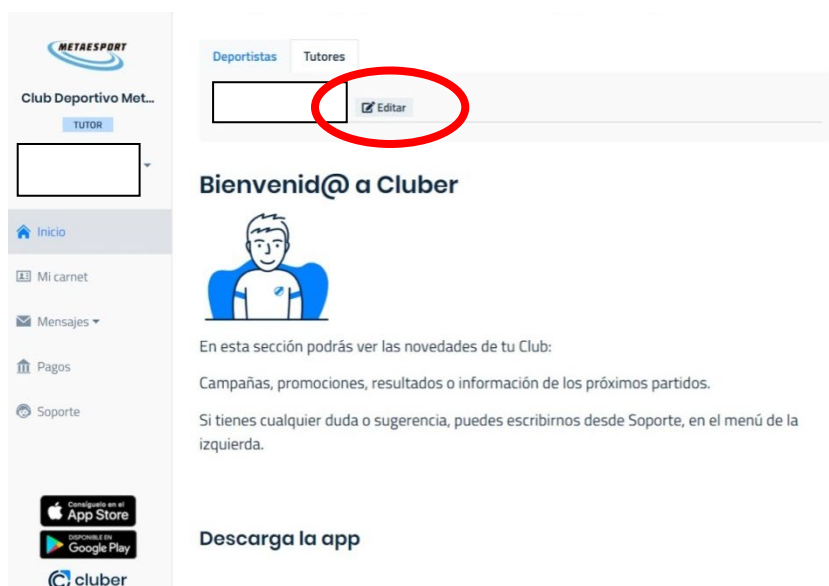 METAESPORT
Club Deportivo Met...
TUTOR
Inicio
Mi carnet
Mensajes
Pagos
Soporte
Consíguelo en el
App Store
DISPONIBLE EN
Google Play
cluber
Deportistas Tutores
Editar
Bienvenid@ a Cluber
En esta sección podrás ver las novedades de tu Club:
Campañas, promociones, resultados o información de los próximos partidos.
Si tienes cualquier duda o sugerencia, puedes escribirnos desde Soporte, en el menú de la
izquierda.
Descarga la app